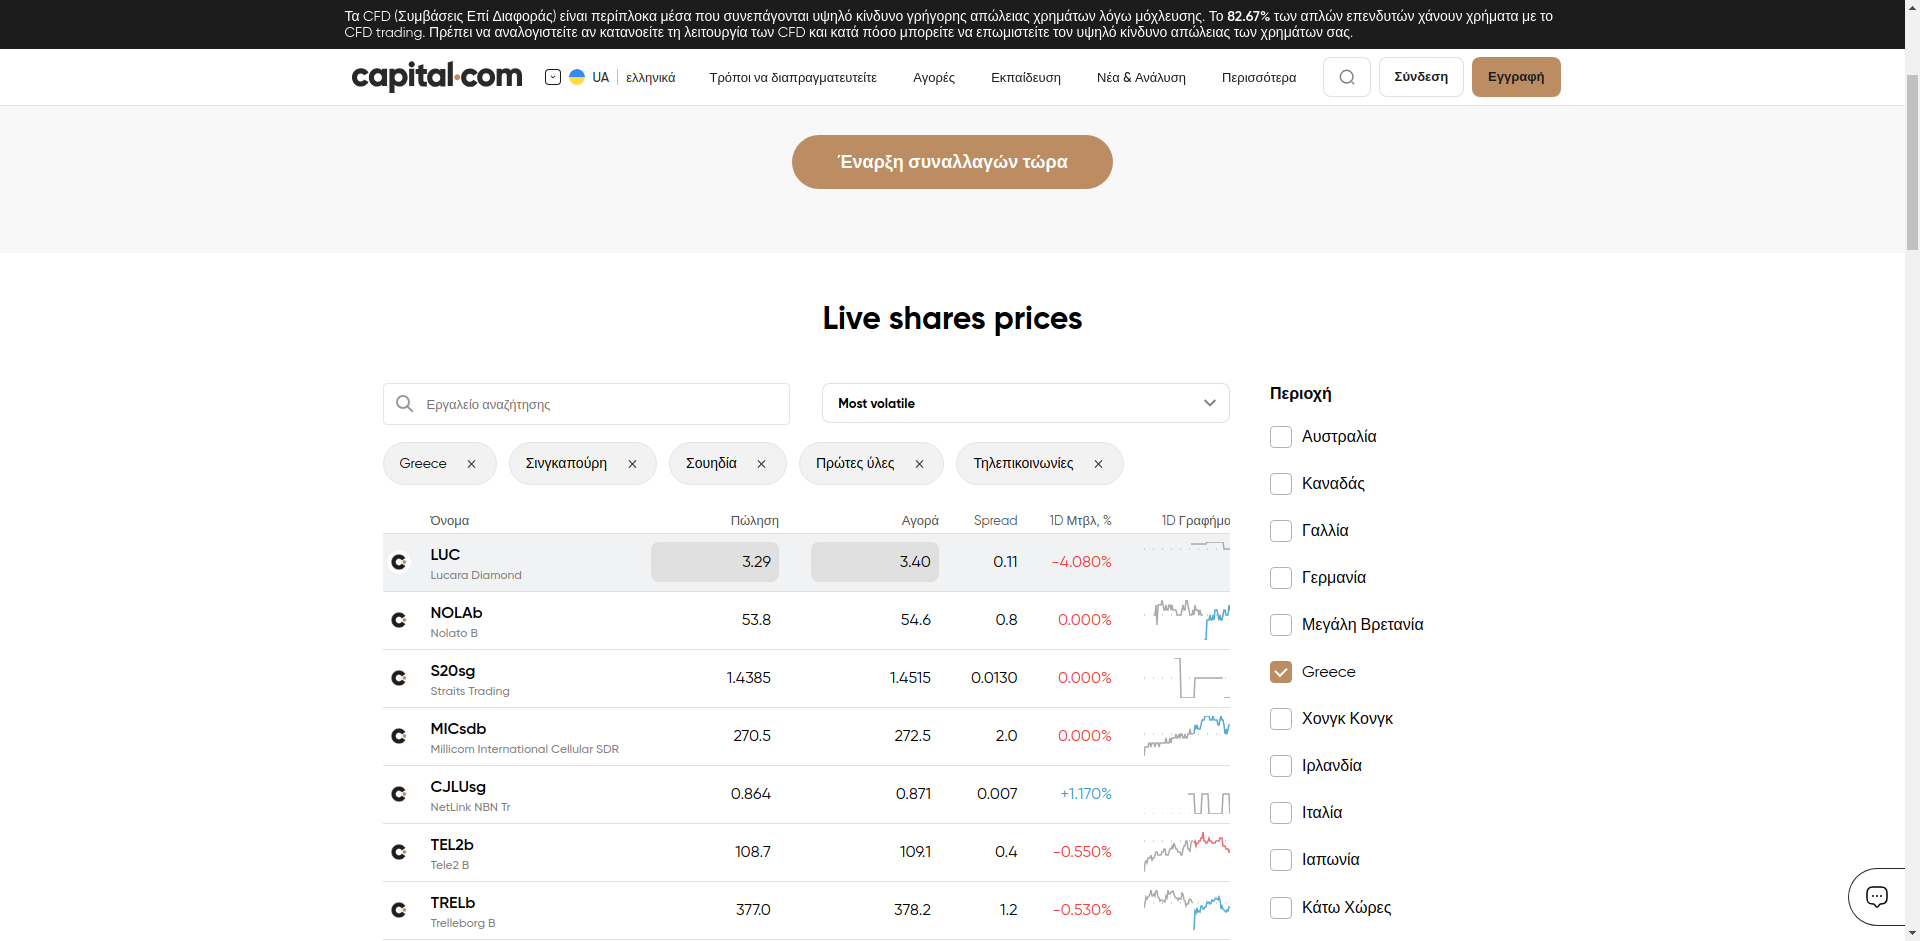 Τα CFD (Συμβάσεις Επί Διαφοράς) είναι περίπλοκα μέσα που συνεπάγονται υψηλό κίνδυνο γρήγορης απώλειας χρημάτων λόγω μόχλευσης. Το 82.67% των απλών επενδυτών χάνουν χρήματα με το
CFD trading. Πρέπει να αναλογιστείτε αν κατανοείτε τη λειτουργία των CFD και κατά πόσο μπορείτε να επωμιστείτε τον υψηλό κίνδυνο απώλειας των χρημάτων σας.
capital.com UA ελληνικά Τρόποι να διαπραγματευτείτε Αγορές Εκπαίδευση Νέα & Ανάλυση Περισσότερα Σύνδεση Εγγραφή
Έναρξη συναλλαγών τώρα
Live shares prices
Εργαλείο αναζήτησης Most volatile
Greece Σινγκαπούρη Σουηδία Πρώτες ύλες Τηλεπικοινωνίες
Όνομα Πώληση Αγορά Spread 1D Μτβλ, % 1D Γραφήμα
LUC 3.29 3.40 0.11 -4.080%
Lucara Diamond
NOLAb 53.8 54.6 0.8 0.000%
Nolato B
S20sg 1.4385 1.4515 0.0130 0.000%
Straits Trading
MICsdb 270.5 272.5 2.0 0.000%
Millicom International Cellular SDR
CJLUsg 0.864 0.871 0.007 +1.170%
NetLink NBN Tr
TEL2b 108.7 109.1 0.4 -0.550%
Tele2 B
TRELb 377.0 378.2 1.2 -0.530%
Trelleborg B
Περιοχή
Αυστραλία
Καναδάς
Γαλλία
Γερμανία
Μεγάλη Βρετανία
Greece
Χονγκ Κονγκ
Ιρλανδία
Ιταλία
Ιαπωνία
Κάτω Χώρες